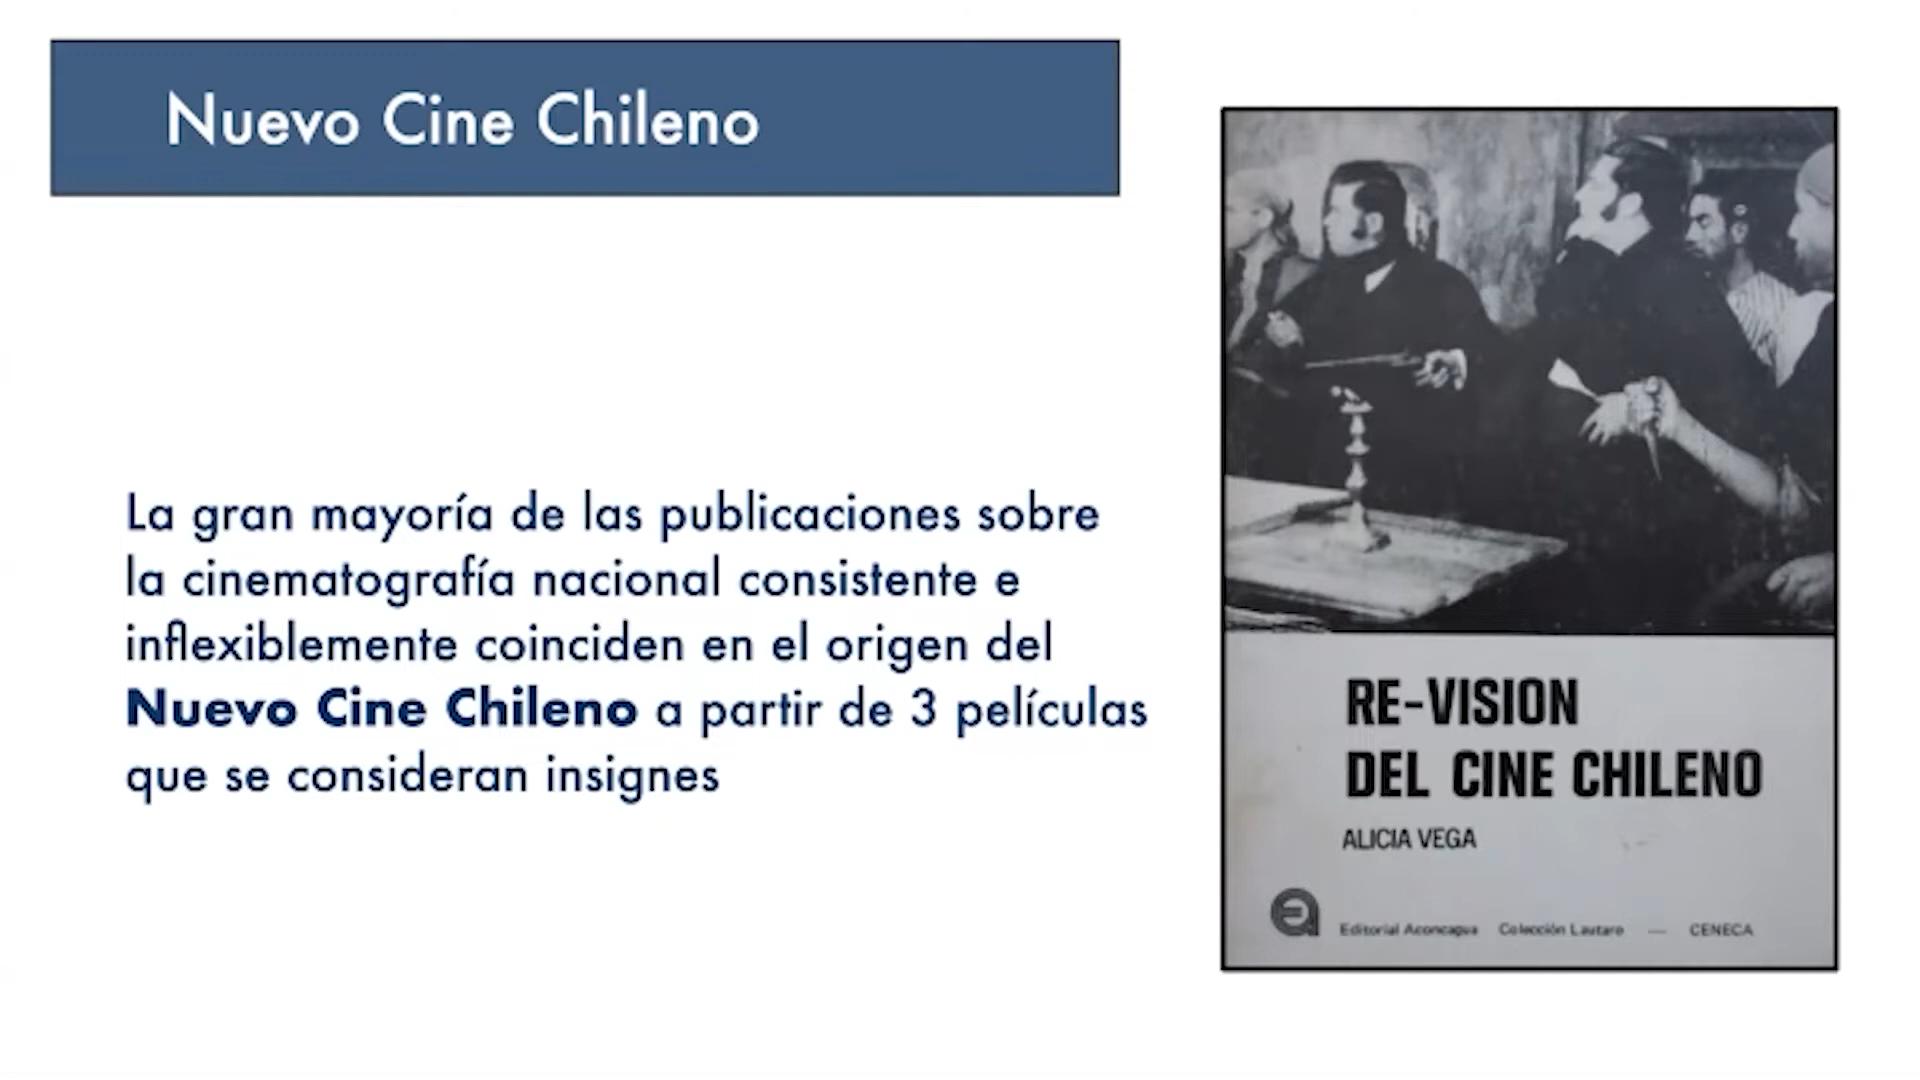 Nuevo Cine Chileno
La gran mayoría de las publicaciones sobre
la cinematografía nacional consistente e
inflexiblemente coinciden en el origen del
Nuevo Cine Chileno a partir de 3 películas
que se consideran insignes
RE-VISION
DEL CINE CHILENO
ALICIA VEGA
Editorial Aconcagua Colección Lautaro — CENECA